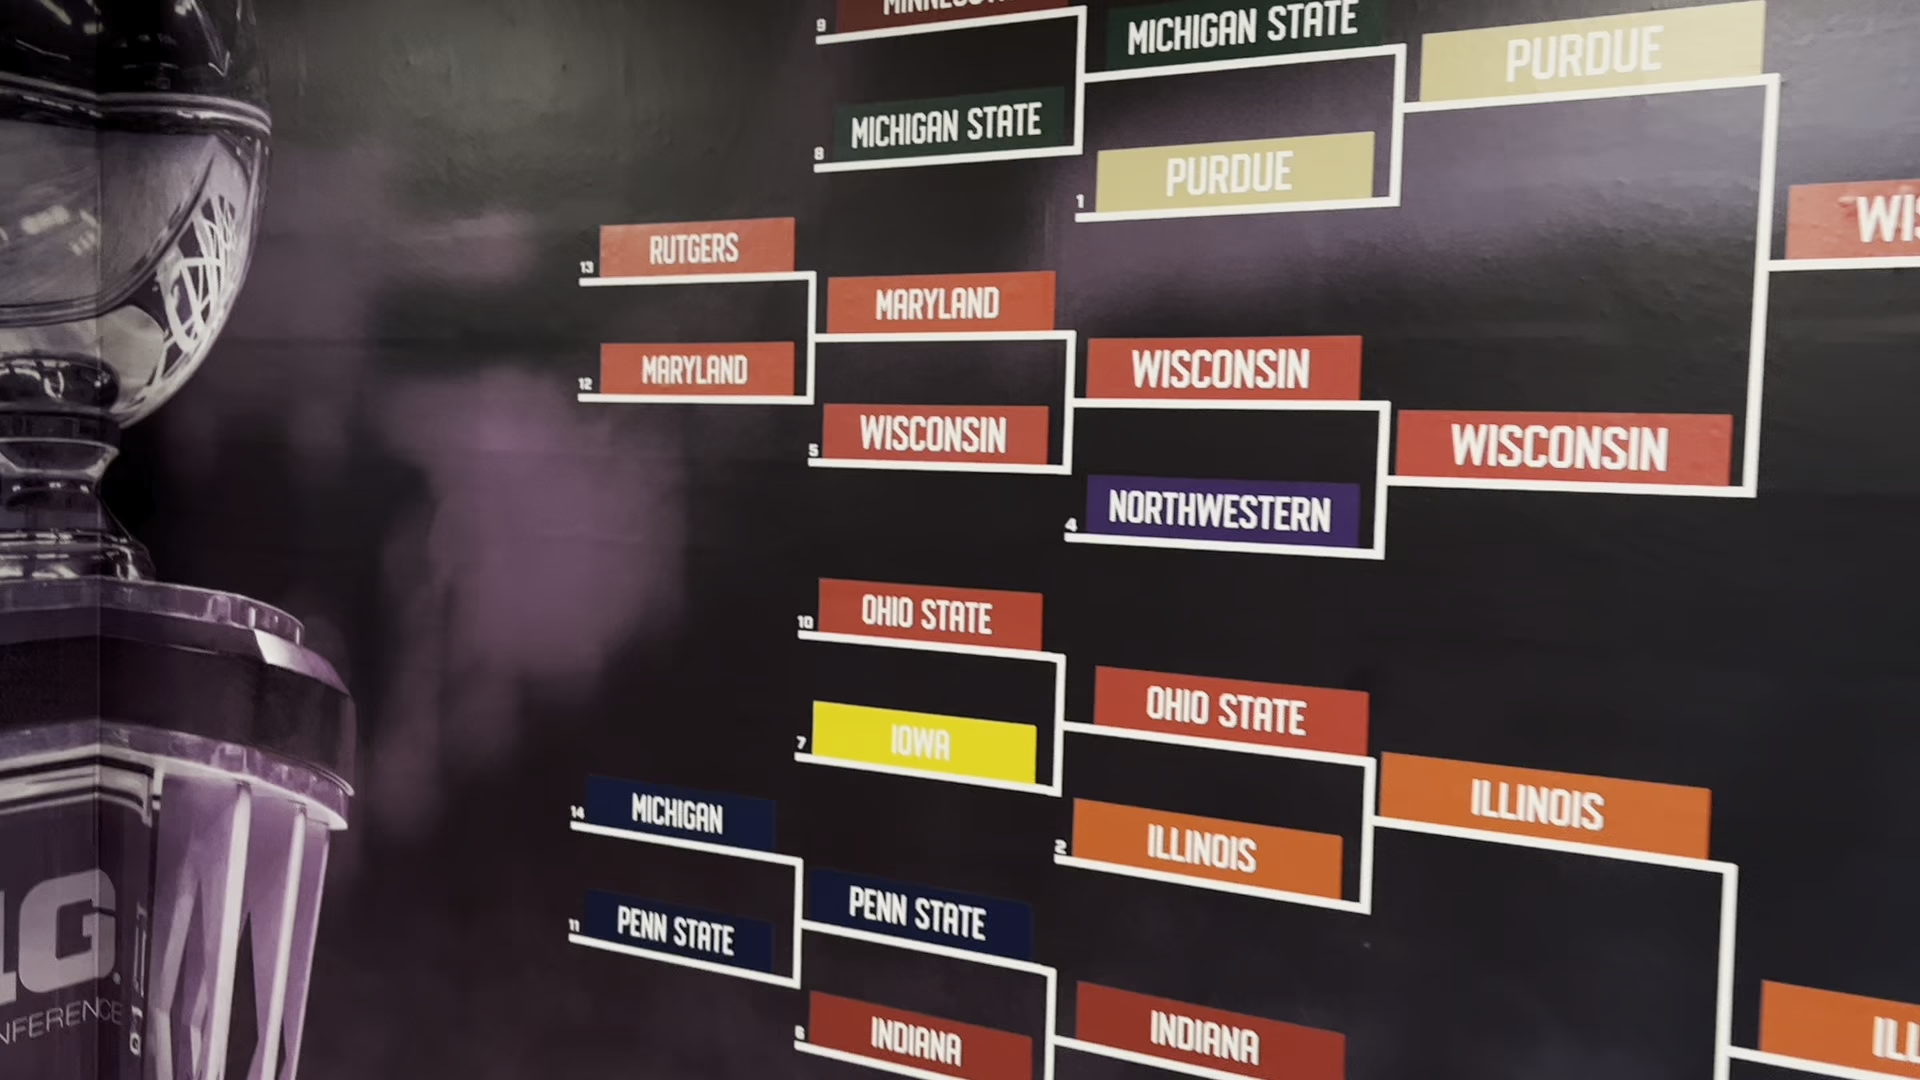 9
MICHIGAN STATE
PURDUE
8
MICHIGAN STATE
1
PURDUE
13
RUTGERS
MARYLAND
12
MARYLAND
WISCONSIN
5
WISCONSIN
WISCONSIN
4
NORTHWESTERN
10
OHIO STATE
OHIO STATE
7
IOWA
ILLINOIS
14
MICHIGAN
2
ILLINOIS
PENN STATE
11
PENN STATE
6
INDIANA
INDIANA